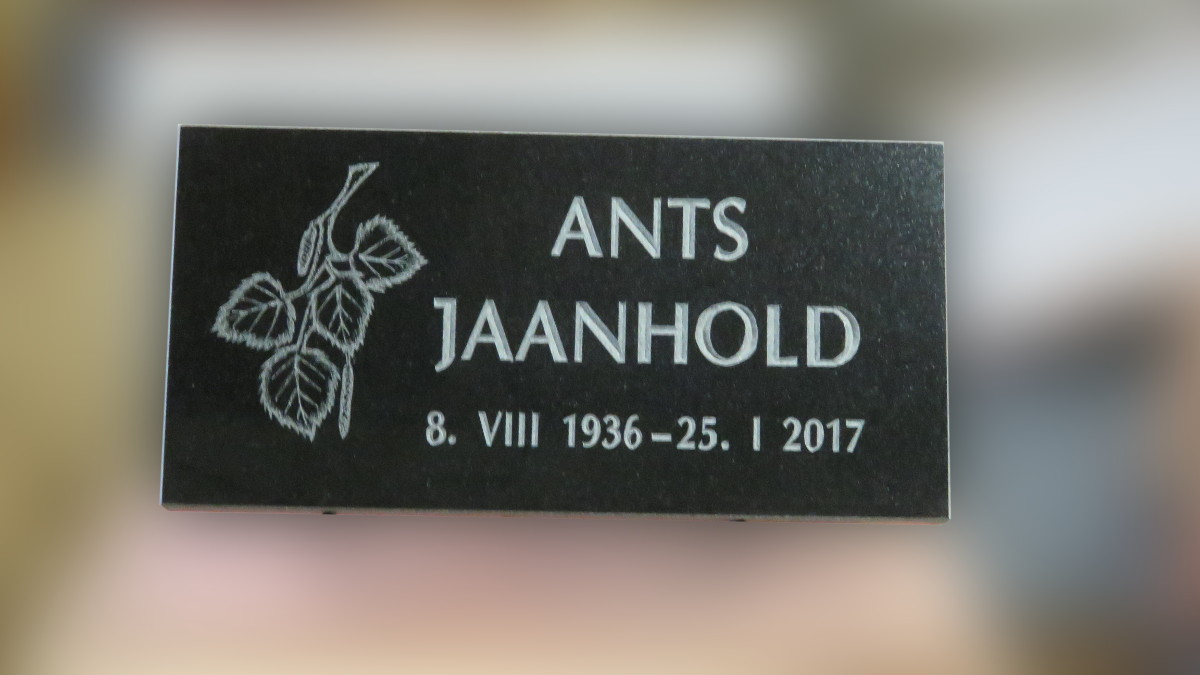 ANTS
JAANHOLD
8. VIII 1936–25. I 2017